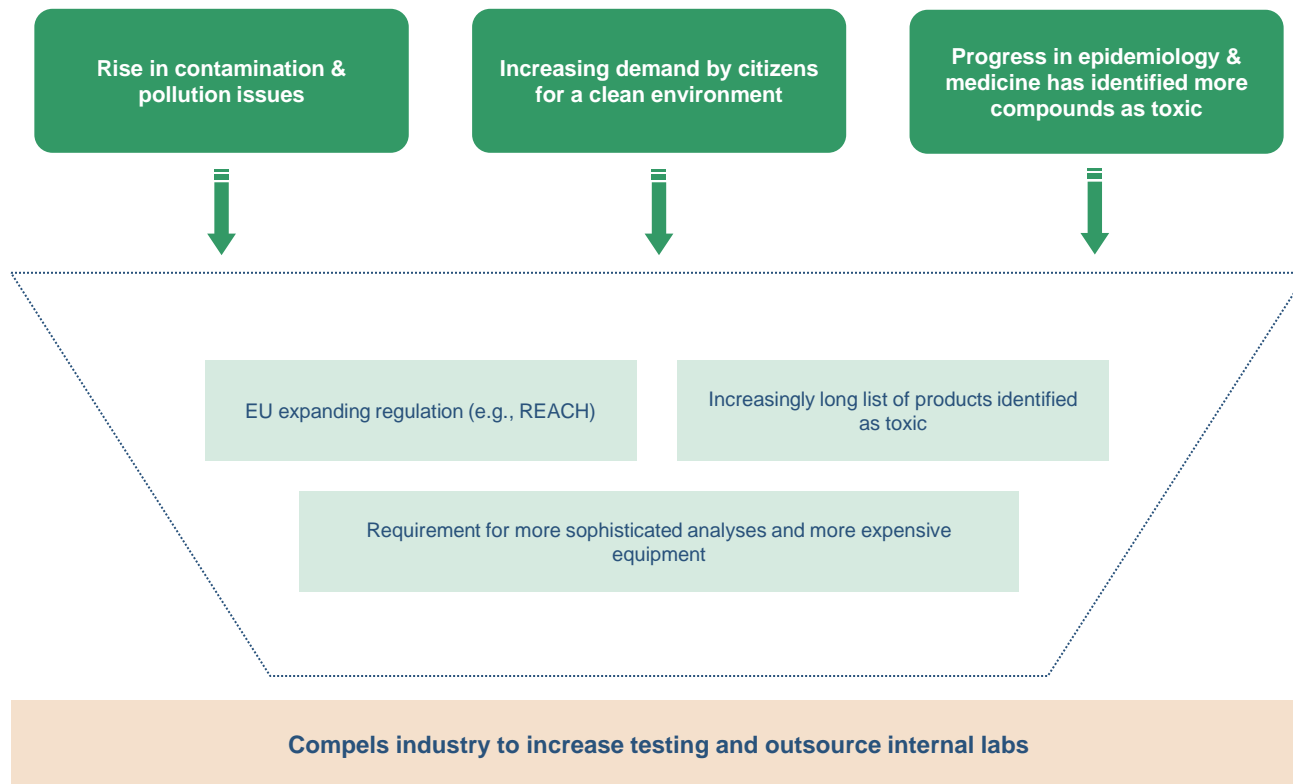 Rise in contamination &
pollution issues
Increasing demand by citizens
for a clean environment
Progress in epidemiology &
medicine has identified more
compounds as toxic
EU expanding regulation (e.g., REACH)
Increasingly long list of products identified
as toxic
Requirement for more sophisticated analyses and more expensive
equipment
Compels industry to increase testing and outsource internal labs